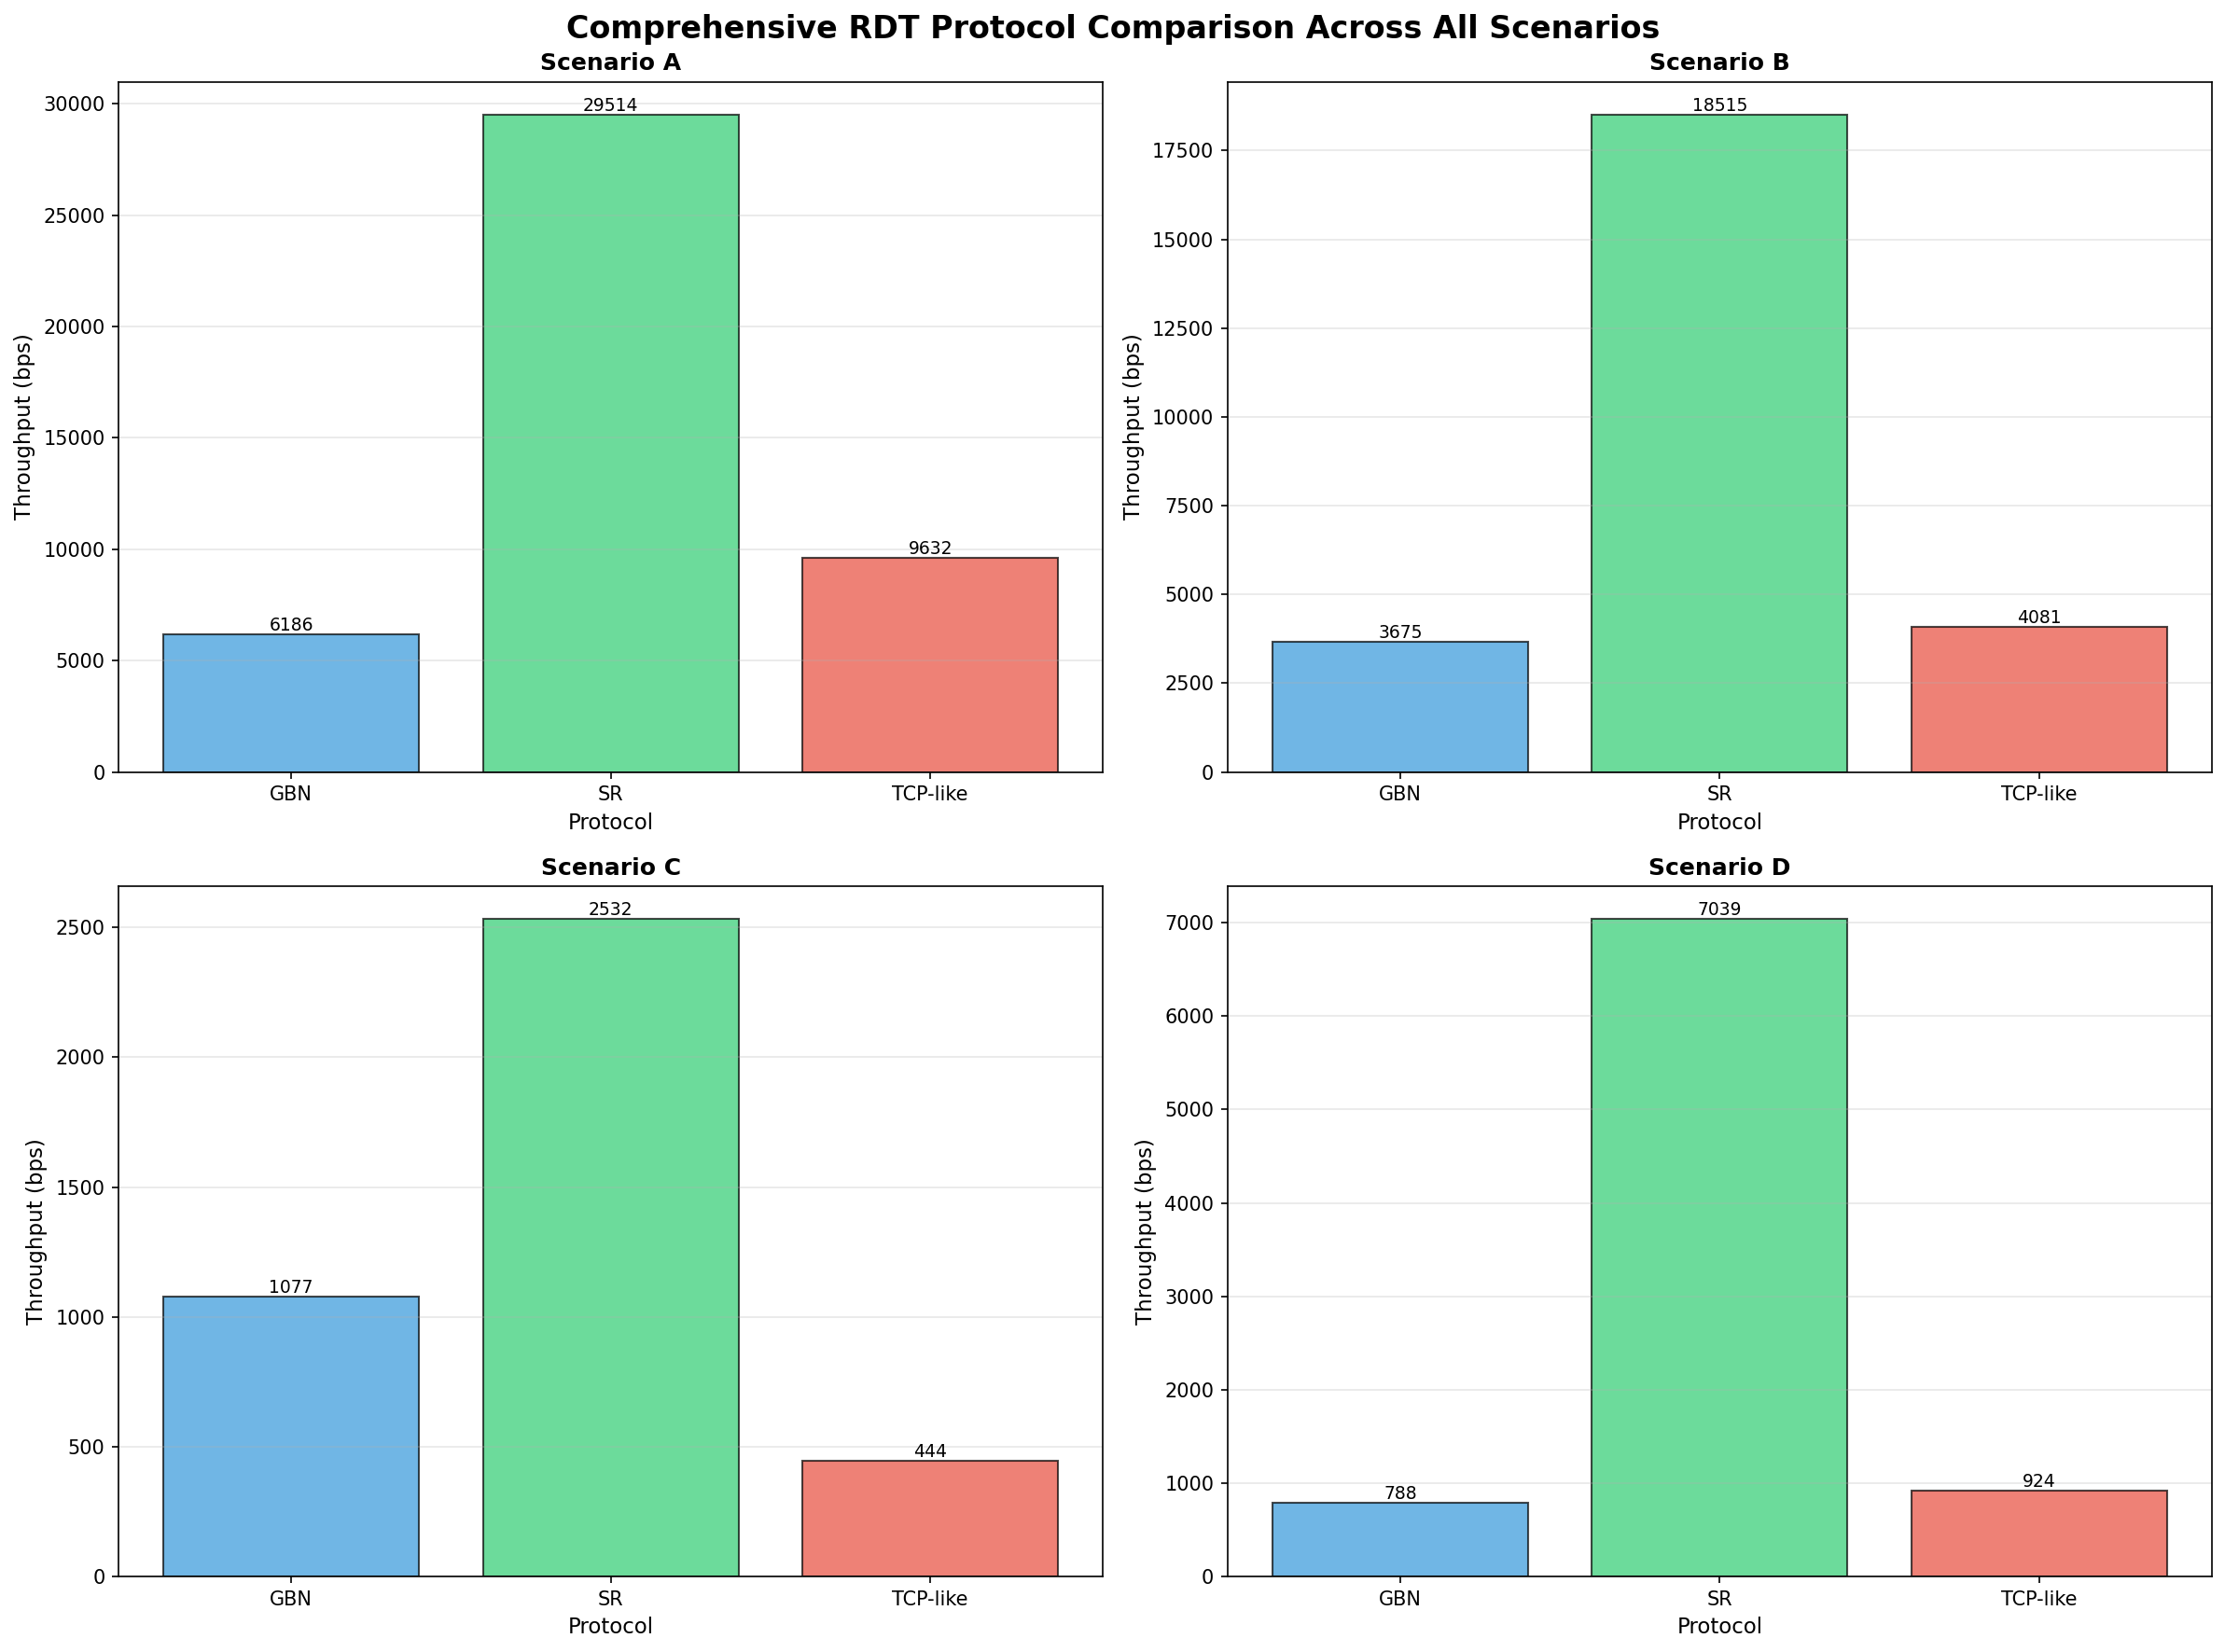 Comprehensive RDT Protocol Comparison Across All Scenarios
Scenario A
Throughput (bps)
30000
25000
20000
15000
10000
5000
0
6186
29514
9632
GBN SR TCP-like
Protocol
Scenario B
Throughput (bps)
17500
15000
12500
10000
7500
5000
2500
0
3675
18515
4081
GBN SR TCP-like
Protocol
Scenario C
Throughput (bps)
2500
2000
1500
1000
500
0
1077
2532
444
GBN SR TCP-like
Protocol
Scenario D
Throughput (bps)
7000
6000
5000
4000
3000
2000
1000
0
788
7039
924
GBN SR TCP-like
Protocol